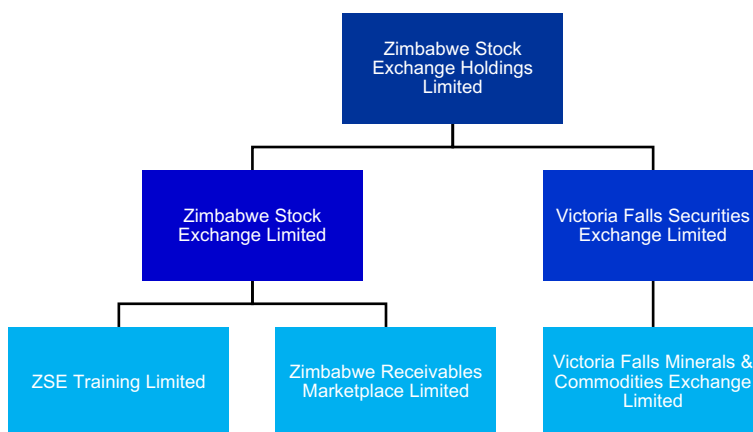 Zimbabwe Stock
Exchange Holdings
Limited
Zimbabwe Stock
Exchange Limited
Victoria Falls Securities
Exchange Limited
ZSE Training Limited
Zimbabwe Receivables
Marketplace Limited
Victoria Falls Minerals &
Commodities Exchange
Limited